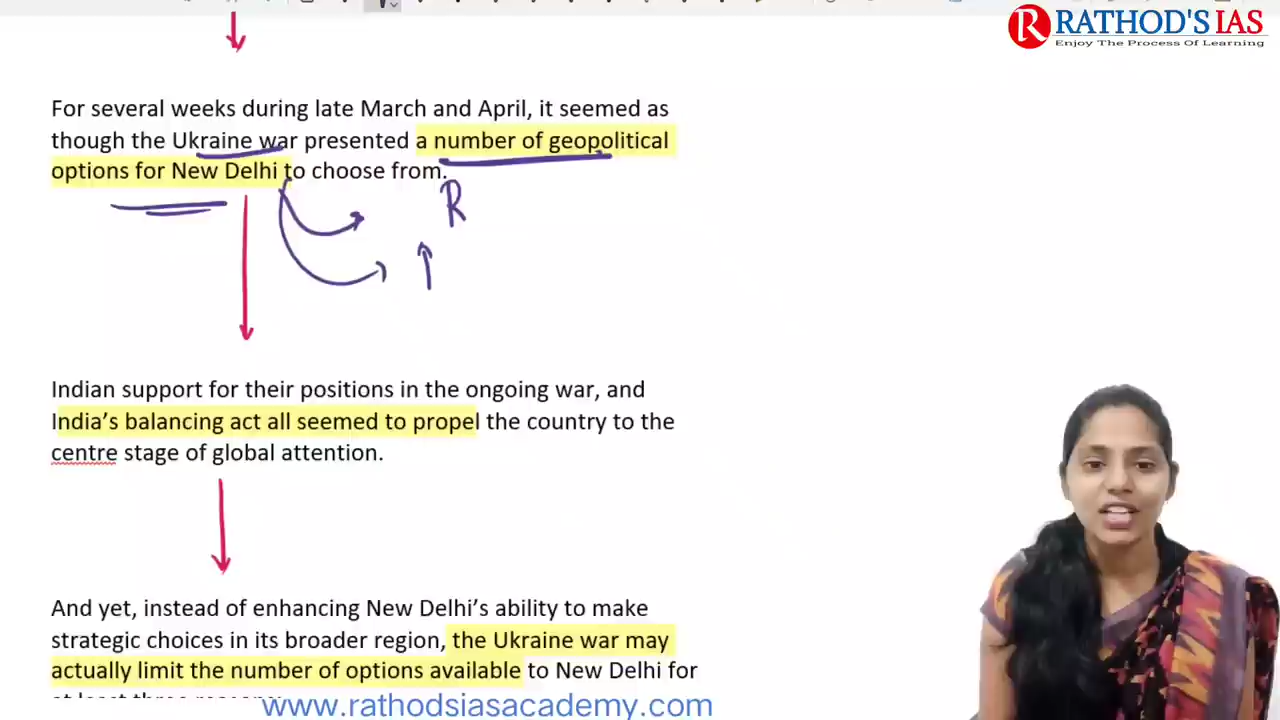 RATHOD'S IAS
Enjoy The Process Of Learning
For several weeks during late March and April, it seemed as
though the Ukraine war presented a number of geopolitical
options for New Delhi to choose from.
R
Indian support for their positions in the ongoing war, and
India's balancing act all seemed to propel the country to the
centre stage of global attention.
And yet, instead of enhancing New Delhi's ability to make
strategic choices in its broader region, the Ukraine war may
actually limit the number of options available to New Delhi for
at least three reasons:
www.rathodsiasacademy.com